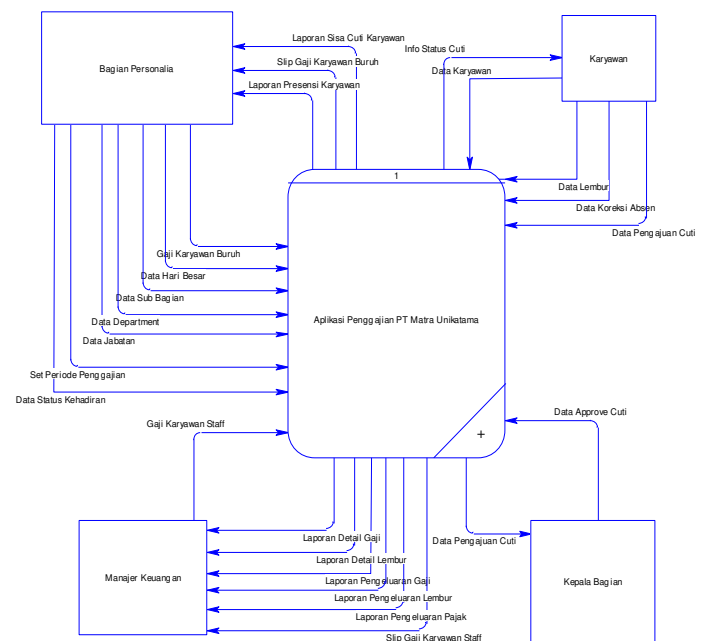 Laporan Sisa Cuti Karyawan
Info Status Cuti
Karyawan
Slip Gaji Karyawan Buruh
Bagian Personalia
Data Karyawan
Laporan Presensi Karyawan
1
Data Lembur
Data Koreksi Absen
Data Pengajuan Cuti
Gaji Karyawan Buruh
Data Hari Besar
Data Sub Bagian
Data Department
Aplikasi Penggajian PT Matra Unikatama
Data Jabatan
Set Periode Penggajian
Data Status Kehadiran
Gaji Karyawan Staff
Data Approve Cuti
+
Laporan Detail Gaji
Data Pengajuan Cuti
Laporan Detail Lembur
Manajer Keuangan
Laporan Pengeluaran Gaji
Kepala Bagian
Laporan Pengeluaran Lembur
Laporan Pengeluaran Pajak
Slip Gaji Karyawan Staff